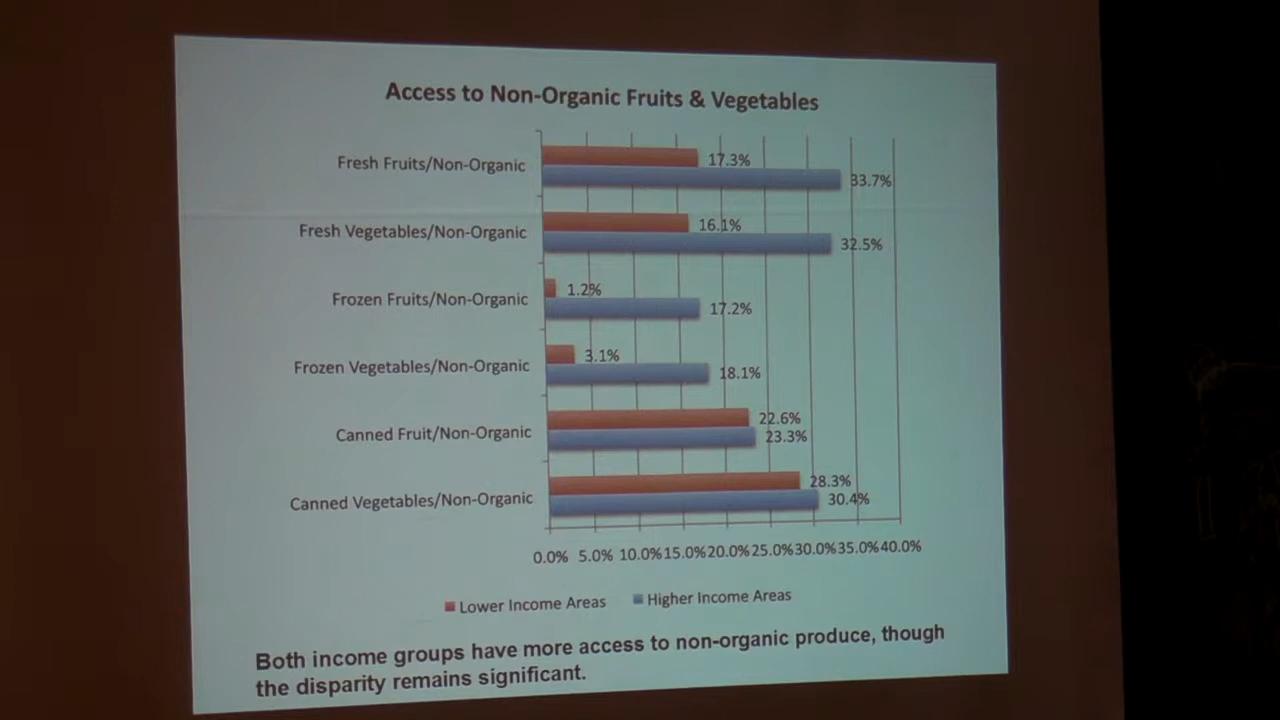 Access to Non-Organic Fruits & Vegetables
Fresh Fruits/Non-Organic
17.3%
33.7%
Fresh Vegetables/Non-Organic
16.1%
32.5%
Frozen Fruits/Non-Organic
1.2%
17.2%
Frozen Vegetables/Non-Organic
3.1%
18.1%
Canned Fruit/Non-Organic
22.6%
23.3%
Canned Vegetables/Non-Organic
28.3%
30.4%
0.0% 5.0% 10.0% 15.0% 20.0% 25.0% 30.0% 35.0% 40.0%
Lower Income Areas Higher Income Areas
Both income groups have more access to non-organic produce, though
the disparity remains significant.